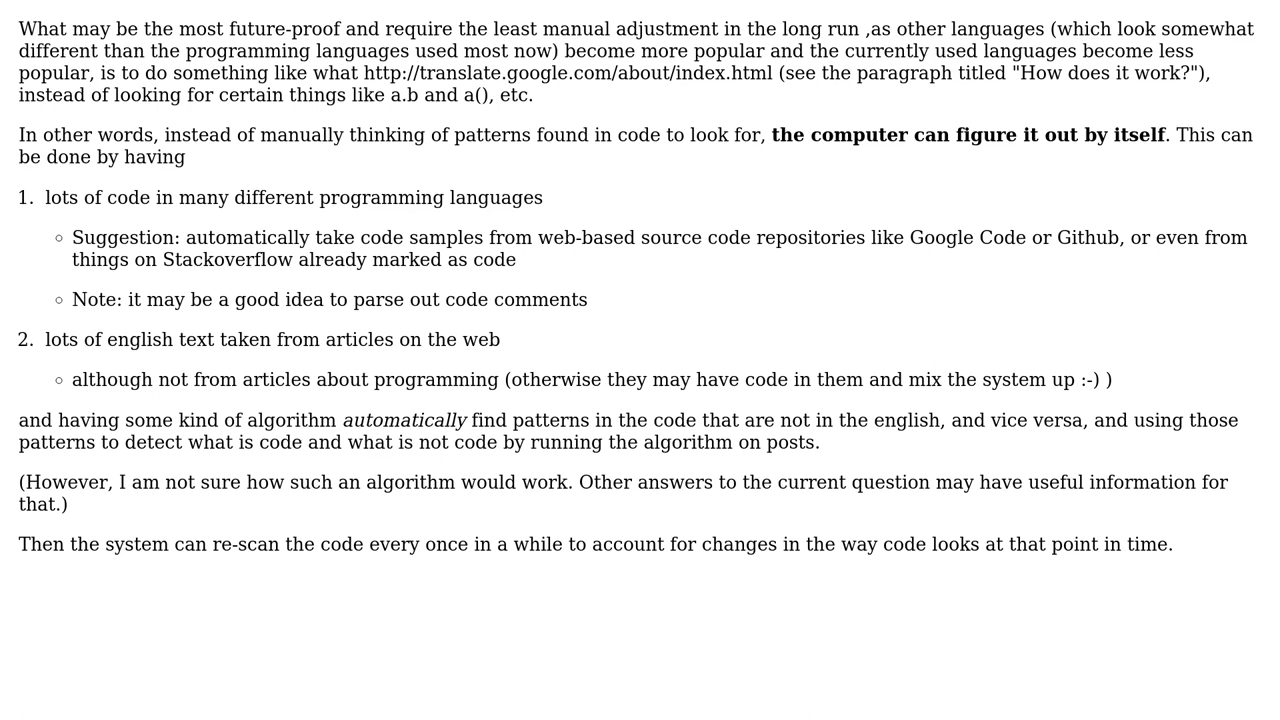 What may be the most future-proof and require the least manual adjustment in the long run ,as other languages (which look somewhat
different than the programming languages used most now) become more popular and the currently used languages become less
popular, is to do something like what http://translate.google.com/about/index.html (see the paragraph titled "How does it work?"),
instead of looking for certain things like a.b and a(), etc.
In other words, instead of manually thinking of patterns found in code to look for, the computer can figure it out by itself. This can
be done by having
1. lots of code in many different programming languages
◦ Suggestion: automatically take code samples from web-based source code repositories like Google Code or Github, or even from
things on Stackoverflow already marked as code
◦ Note: it may be a good idea to parse out code comments
2. lots of english text taken from articles on the web
◦ although not from articles about programming (otherwise they may have code in them and mix the system up :-) )
and having some kind of algorithm automatically find patterns in the code that are not in the english, and vice versa, and using those
patterns to detect what is code and what is not code by running the algorithm on posts.
(However, I am not sure how such an algorithm would work. Other answers to the current question may have useful information for
that.)
Then the system can re-scan the code every once in a while to account for changes in the way code looks at that point in time.